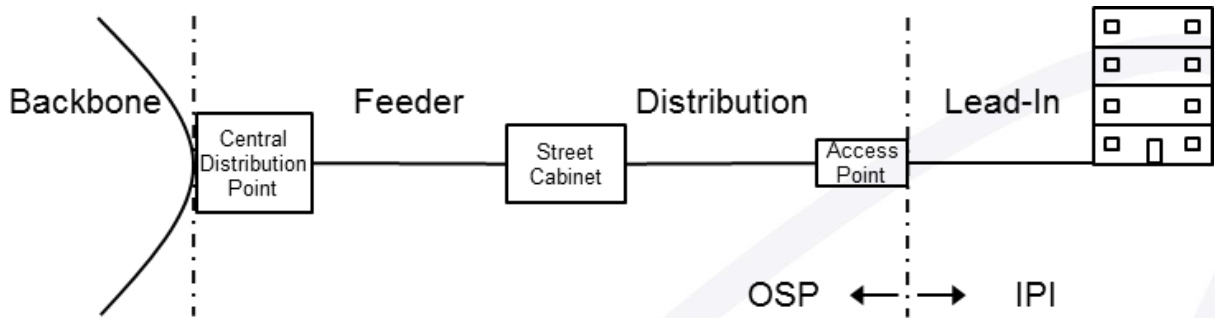 Backbone
Feeder
Distribution
Lead-In
Central
Distribution
Point
Street
Cabinet
Access
Point
OSP
IPI